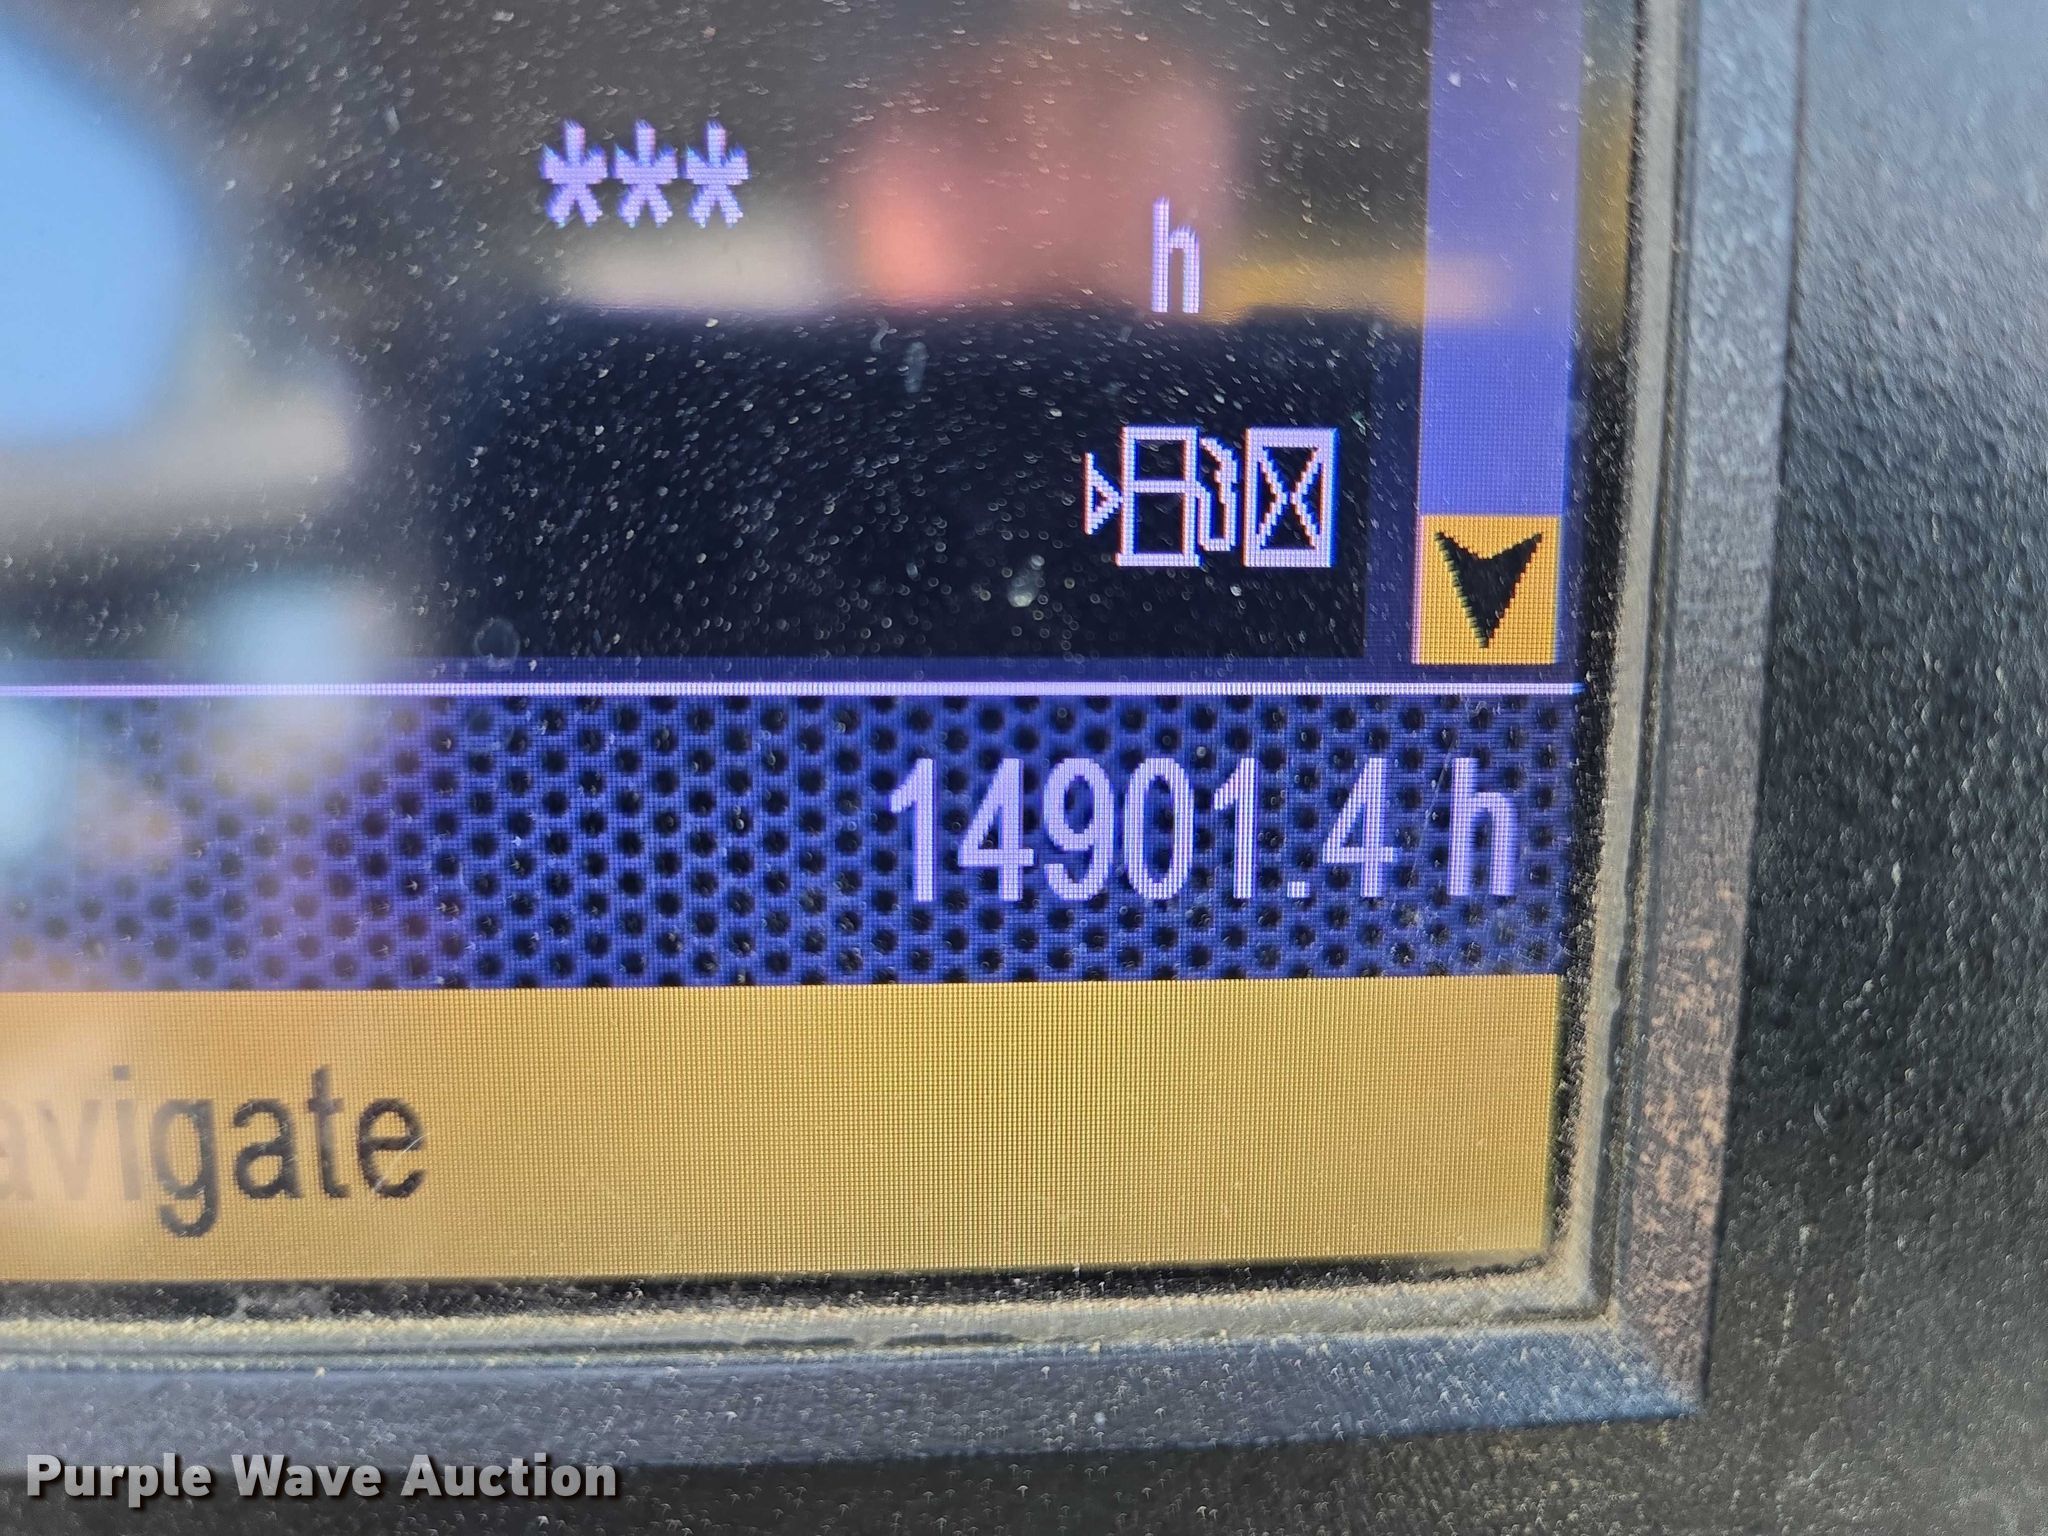 ***
h
14901.4 h
avigate
Purple Wave Auction